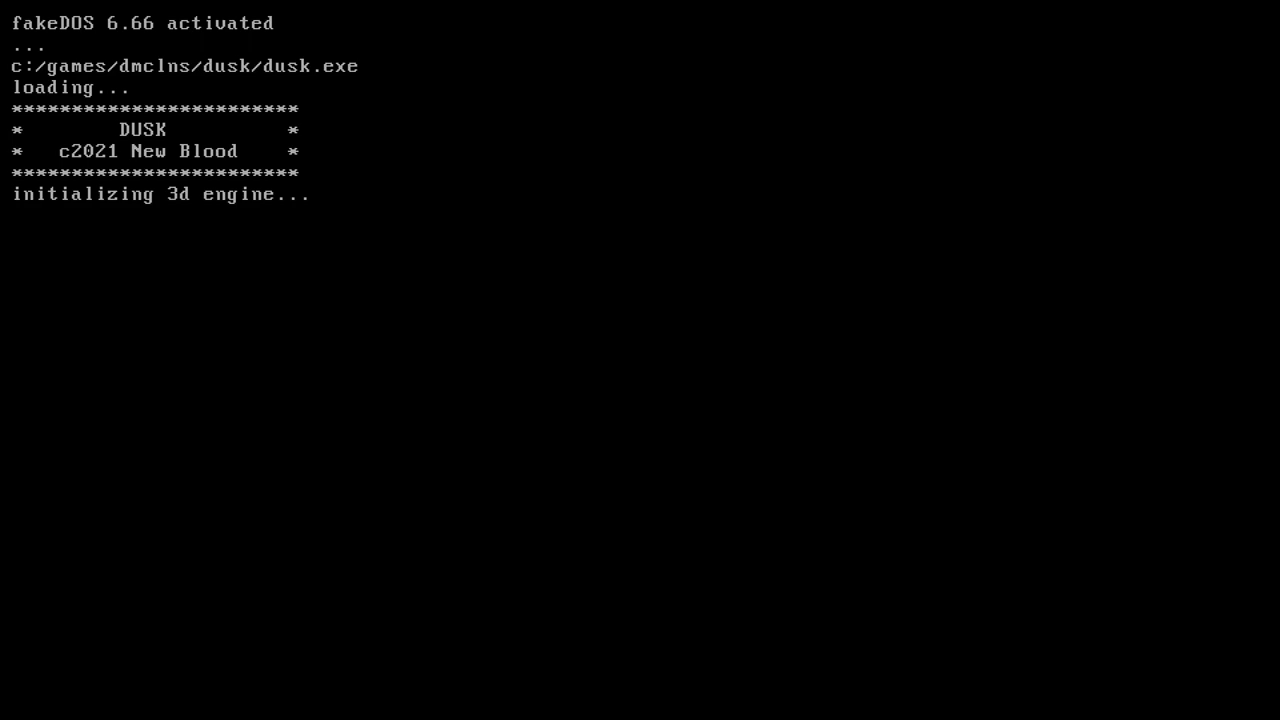 fakeDOS 6.66 activated
...
c:/games/dmclns/dusk/dusk.exe
loading...
************************
*        DUSK          *
*   c2021 New Blood    *
************************
initializing 3d engine...